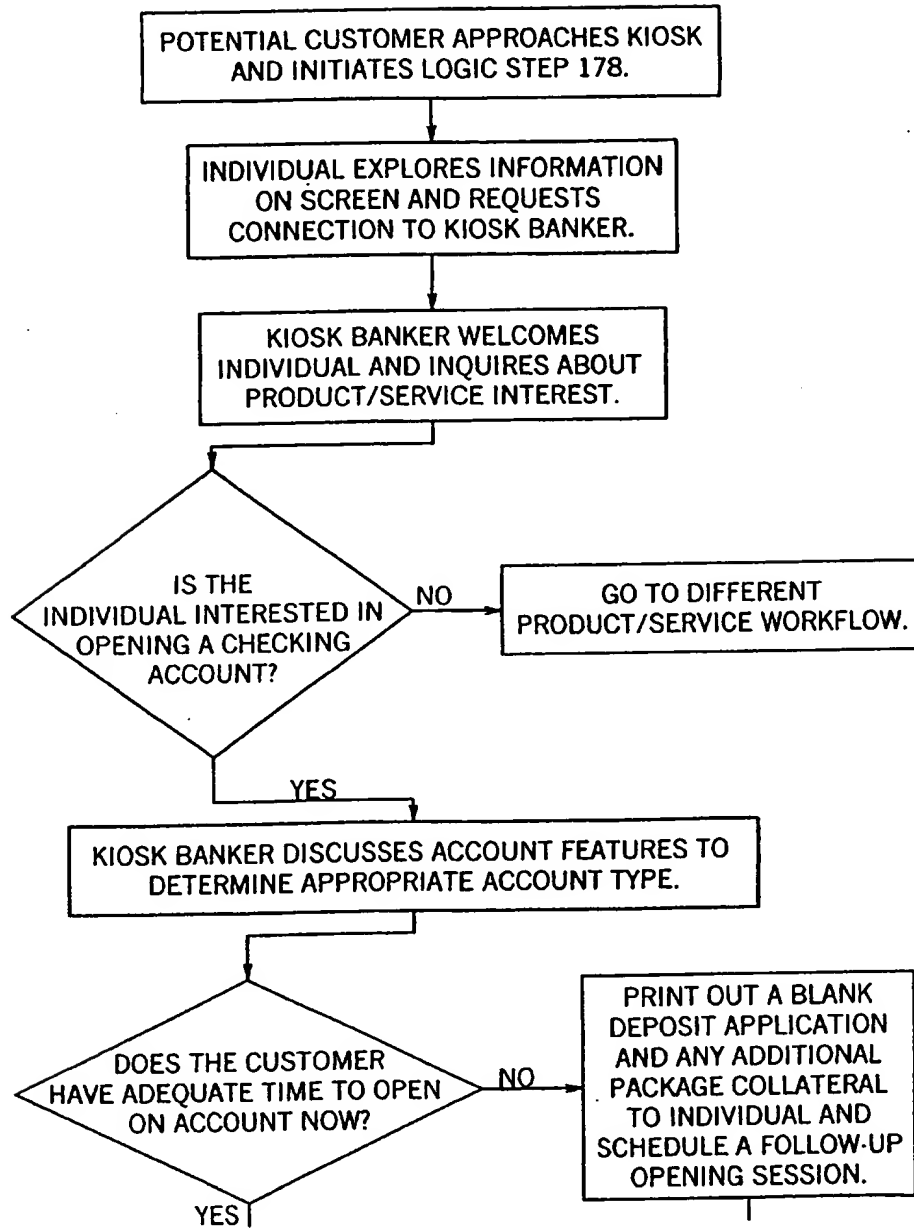 POTENTIAL CUSTOMER APPROACHES KIOSK
AND INITIATES LOGIC STEP 178.
INDIVIDUAL EXPLORES INFORMATION
ON SCREEN AND REQUESTS
CONNECTION TO KIOSK BANKER.
KIOSK BANKER WELCOMES
INDIVIDUAL AND INQUIRES ABOUT
PRODUCT/SERVICE INTEREST.
IS THE
INDIVIDUAL INTERESTED IN
OPENING A CHECKING
ACCOUNT?
NO
GO TO DIFFERENT
PRODUCT/SERVICE WORKFLOW.
YES
KIOSK BANKER DISCUSSES ACCOUNT FEATURES TO
DETERMINE APPROPRIATE ACCOUNT TYPE.
DOES THE CUSTOMER
HAVE ADEQUATE TIME TO OPEN
ON ACCOUNT NOW?
NO
PRINT OUT A BLANK
DEPOSIT APPLICATION
AND ANY ADDITIONAL
PACKAGE COLLATERAL
TO INDIVIDUAL AND
SCHEDULE A FOLLOW-UP
OPENING SESSION.
YES